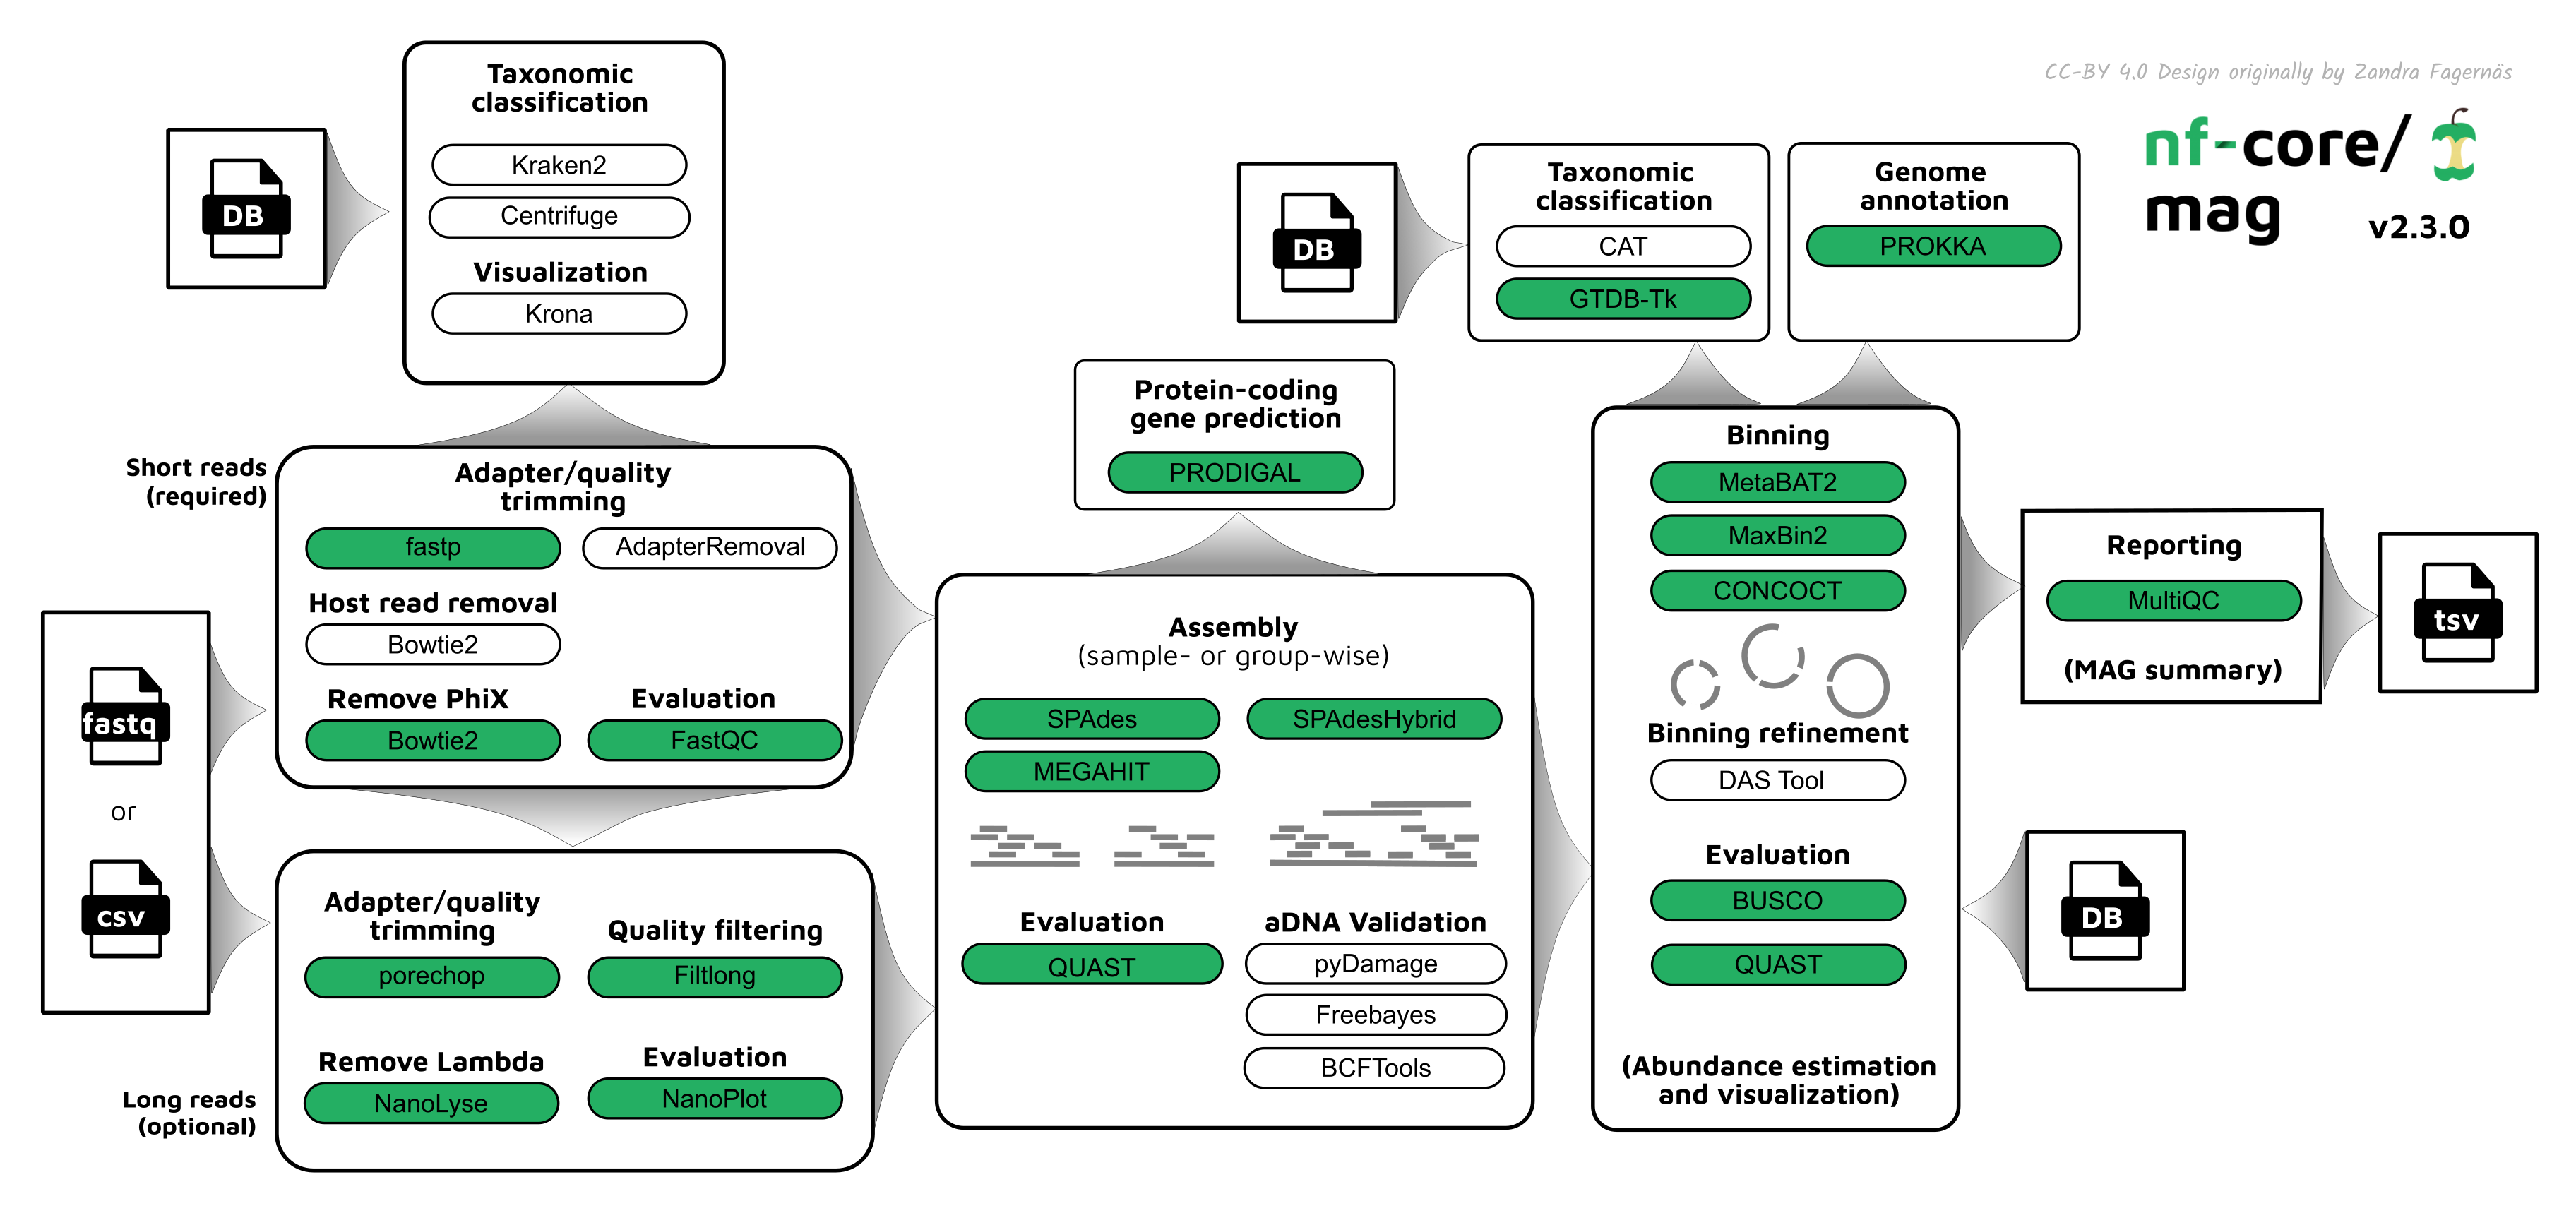 CC-BY 4.0 Design originally by Zandra Fagernäs
nf-core/
mag
v2.3.0
DB
Taxonomic
classification
Kraken2
Centrifuge
Visualization
Krona
Short reads
(required)
Adapter/quality
trimming
fastp
AdapterRemoval
Host read removal
Bowtie2
Remove PhiX
Bowtie2
Evaluation
FastQC
fastq
or
csv
Adapter/quality
trimming
porechop
Quality filtering
Filtlong
Remove Lambda
NanoLyse
Evaluation
NanoPlot
Long reads
(optional)
Protein-coding
gene prediction
PRODIGAL
Assembly
(sample- or group-wise)
SPAdes
SPAdesHybrid
MEGAHIT
Evaluation
QUAST
aDNA Validation
pyDamage
Freebayes
BCFTools
DB
Taxonomic
classification
CAT
GTDB-Tk
Genome
annotation
PROKKA
Binning
MetaBAT2
MaxBin2
CONCOCT
Binning refinement
DAS Tool
Evaluation
BUSCO
QUAST
(Abundance estimation
and visualization)
Reporting
MultiQC
(MAG summary)
tsv
DB